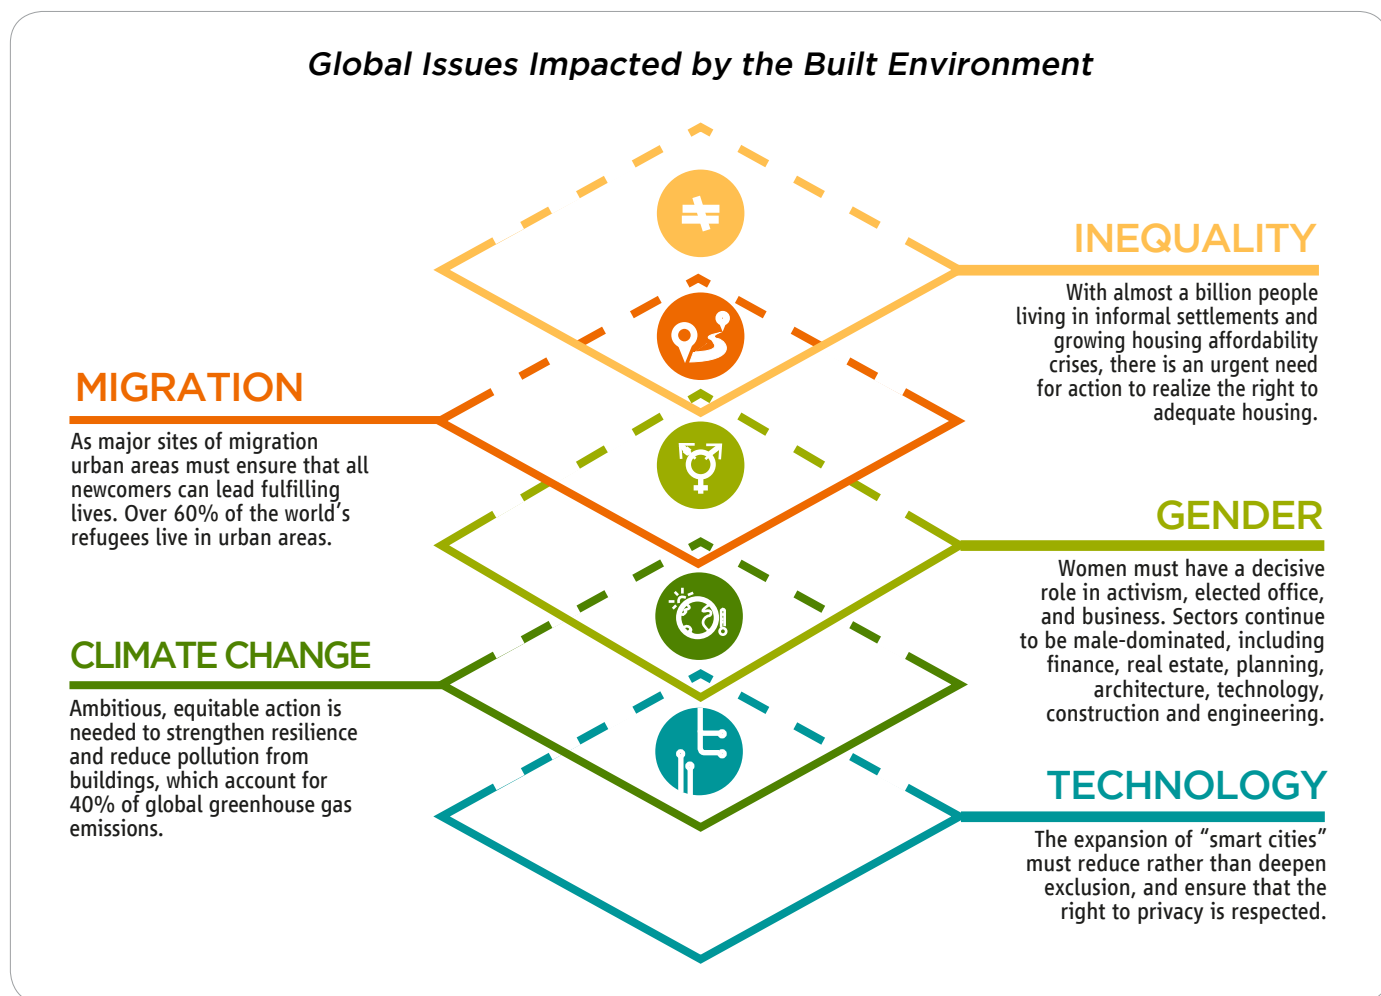 Global Issues Impacted by the Built Environment
INEQUALITY
With almost a billion people
living in informal settlements and
growing housing affordability
crises, there is an urgent need
for action to realize the right to
adequate housing.
MIGRATION
As major sites of migration
urban areas must ensure that all
newcomers can lead fulfilling
lives. Over 60% of the world’s
refugees live in urban areas.
GENDER
Women must have a decisive
role in activism, elected office,
and business. Sectors continue
to be male-dominated, including
finance, real estate, planning,
architecture, technology,
construction and engineering.
CLIMATE CHANGE
Ambitious, equitable action is
needed to strengthen resilience
and reduce pollution from
buildings, which account for
40% of global greenhouse gas
emissions.
TECHNOLOGY
The expansion of “smart cities”
must reduce rather than deepen
exclusion, and ensure that the
right to privacy is respected.